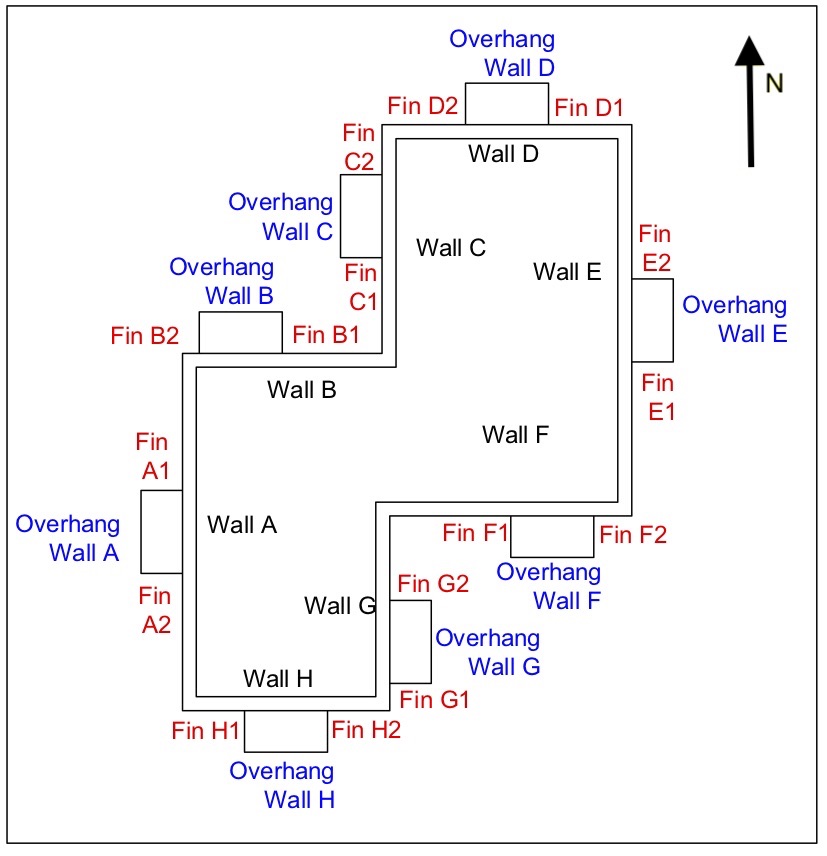 Overhang
Wall D
N
Fin D2
Fin D1
Fin
C2
Wall D
Overhang
Wall C
Wall C
Fin
E2
Overhang
Wall B
Fin
C1
Wall E
Overhang
Wall E
Fin B2
Fin B1
Wall B
Fin
E1
Fin
A1
Wall F
Overhang
Wall A
Wall A
Fin F1
Fin F2
Overhang
Wall F
Fin
A2
Fin G2
Wall G
Overhang
Wall G
Wall H
Fin G1
Fin H1
Fin H2
Overhang
Wall H